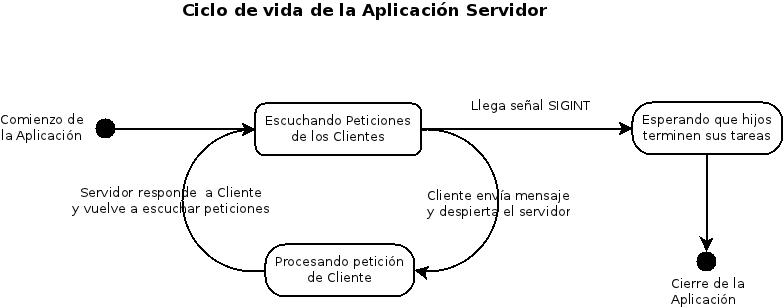 Ciclo de vida de la Aplicación Servidor
Comienzo de
la Aplicación
Escuchando Peticiones
de los Clientes
Llega señal SIGINT
Esperando que hijos
terminen sus tareas
Servidor responde a Cliente
y vuelve a escuchar peticiones
Cliente envía mensaje
y despierta el servidor
Procesando petición
de Cliente
Cierre de la
Aplicación